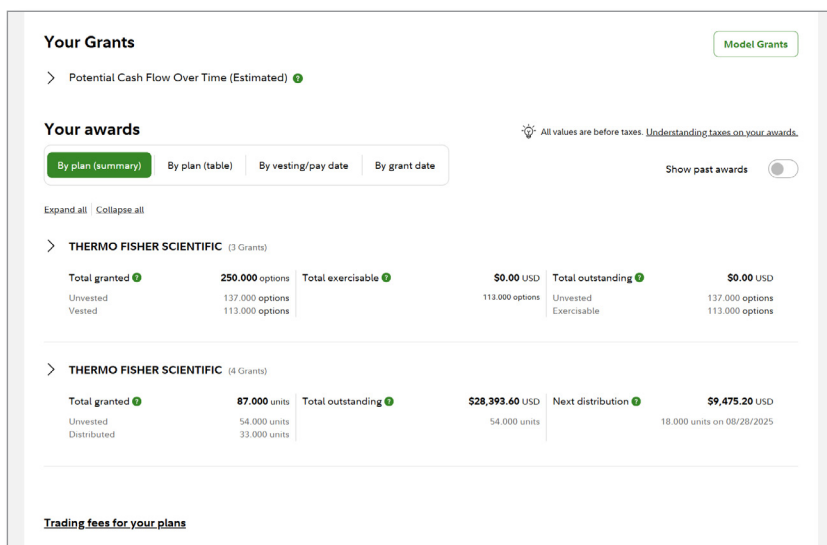 Your Grants
Model Grants
Potential Cash Flow Over Time (Estimated) ?
Your awards
All values are before taxes. Understanding taxes on your awards.
By plan (summary) By plan (table) By vesting/pay date By grant date
Show past awards
Expand all Collapse all
THERMO FISHER SCIENTIFIC (3 Grants)
Total granted ? 250.000 options Total exercisable ? $0.00 USD Total outstanding ? $0.00 USD
Unvested 137.000 options 113.000 options Unvested 137.000 options
Vested 113.000 options Exercisable 113.000 options
THERMO FISHER SCIENTIFIC (4 Grants)
Total granted ? 87.000 units Total outstanding ? $28,393.60 USD Next distribution ? $9,475.20 USD
Unvested 54.000 units 54.000 units 18.000 units on 08/28/2025
Distributed 33.000 units
Trading fees for your plans